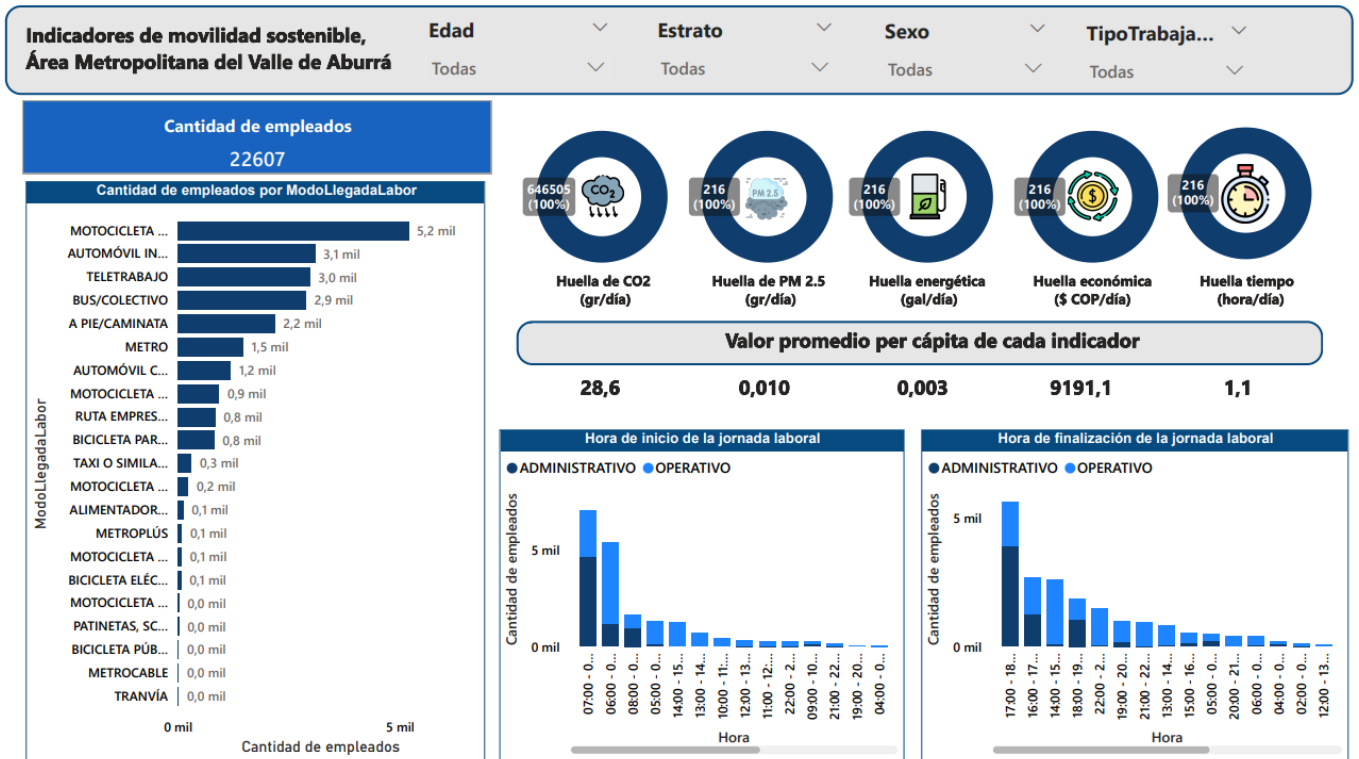 Indicadores de movilidad sostenible,
Área Metropolitana del Valle de Aburrá
Edad
Todas
Estrato
Todas
Sexo
Todas
TipoTrabaja...
Todas
Cantidad de empleados
22607
Cantidad de empleados por ModoLlegadaLabor
ModoLlegadaLabor
MOTOCICLETA ... 5,2 mil
AUTOMÓVIL IN... 3,1 mil
TELETRABAJO 3,0 mil
BUS/COLECTIVO 2,9 mil
A PIE/CAMINATA 2,2 mil
METRO 1,5 mil
AUTOMÓVIL C... 1,2 mil
MOTOCICLETA ... 0,9 mil
RUTA EMPRES... 0,8 mil
BICICLETA PAR... 0,8 mil
TAXI O SIMILA... 0,3 mil
MOTOCICLETA ... 0,2 mil
ALIMENTADOR... 0,1 mil
METROPLÚS 0,1 mil
MOTOCICLETA ... 0,1 mil
BICICLETA ELÉC... 0,1 mil
MOTOCICLETA ... 0,0 mil
PATINETAS, SC... 0,0 mil
BICICLETA PÚB... 0,0 mil
METROCABLE 0,0 mil
TRANVÍA 0,0 mil
0 mil 5 mil
Cantidad de empleados
646505
(100%)
CO2
Huella de CO2
(gr/día)
216
(100%)
PM 2.5
Huella de PM 2.5
(gr/día)
216
(100%)
Huella energética
(gal/día)
216
(100%)
$
Huella económica
($ COP/día)
216
(100%)
Huella tiempo
(hora/día)
Valor promedio per cápita de cada indicador
28,6 0,010 0,003 9191,1 1,1
Hora de inicio de la jornada laboral
ADMINISTRATIVO OPERATIVO
Cantidad de empleados
5 mil
0 mil
07:00 - 0...
06:00 - 0...
08:00 - 0...
05:00 - 0...
14:00 - 15...
13:00 - 14...
10:00 - 11:...
12:00 - 13...
11:00 - 12:...
22:00 - 2...
09:00 - 10...
21:00 - 22...
19:00 - 20...
04:00 - 0...
Hora
Hora de finalización de la jornada laboral
ADMINISTRATIVO OPERATIVO
Cantidad de empleados
5 mil
0 mil
17:00 - 18...
16:00 - 17...
14:00 - 15...
18:00 - 19...
22:00 - 2...
19:00 - 20...
21:00 - 22...
13:00 - 14...
15:00 - 16...
05:00 - 0...
20:00 - 21...
06:00 - 0...
04:00 - 0...
02:00 - 0...
12:00 - 13...
Hora